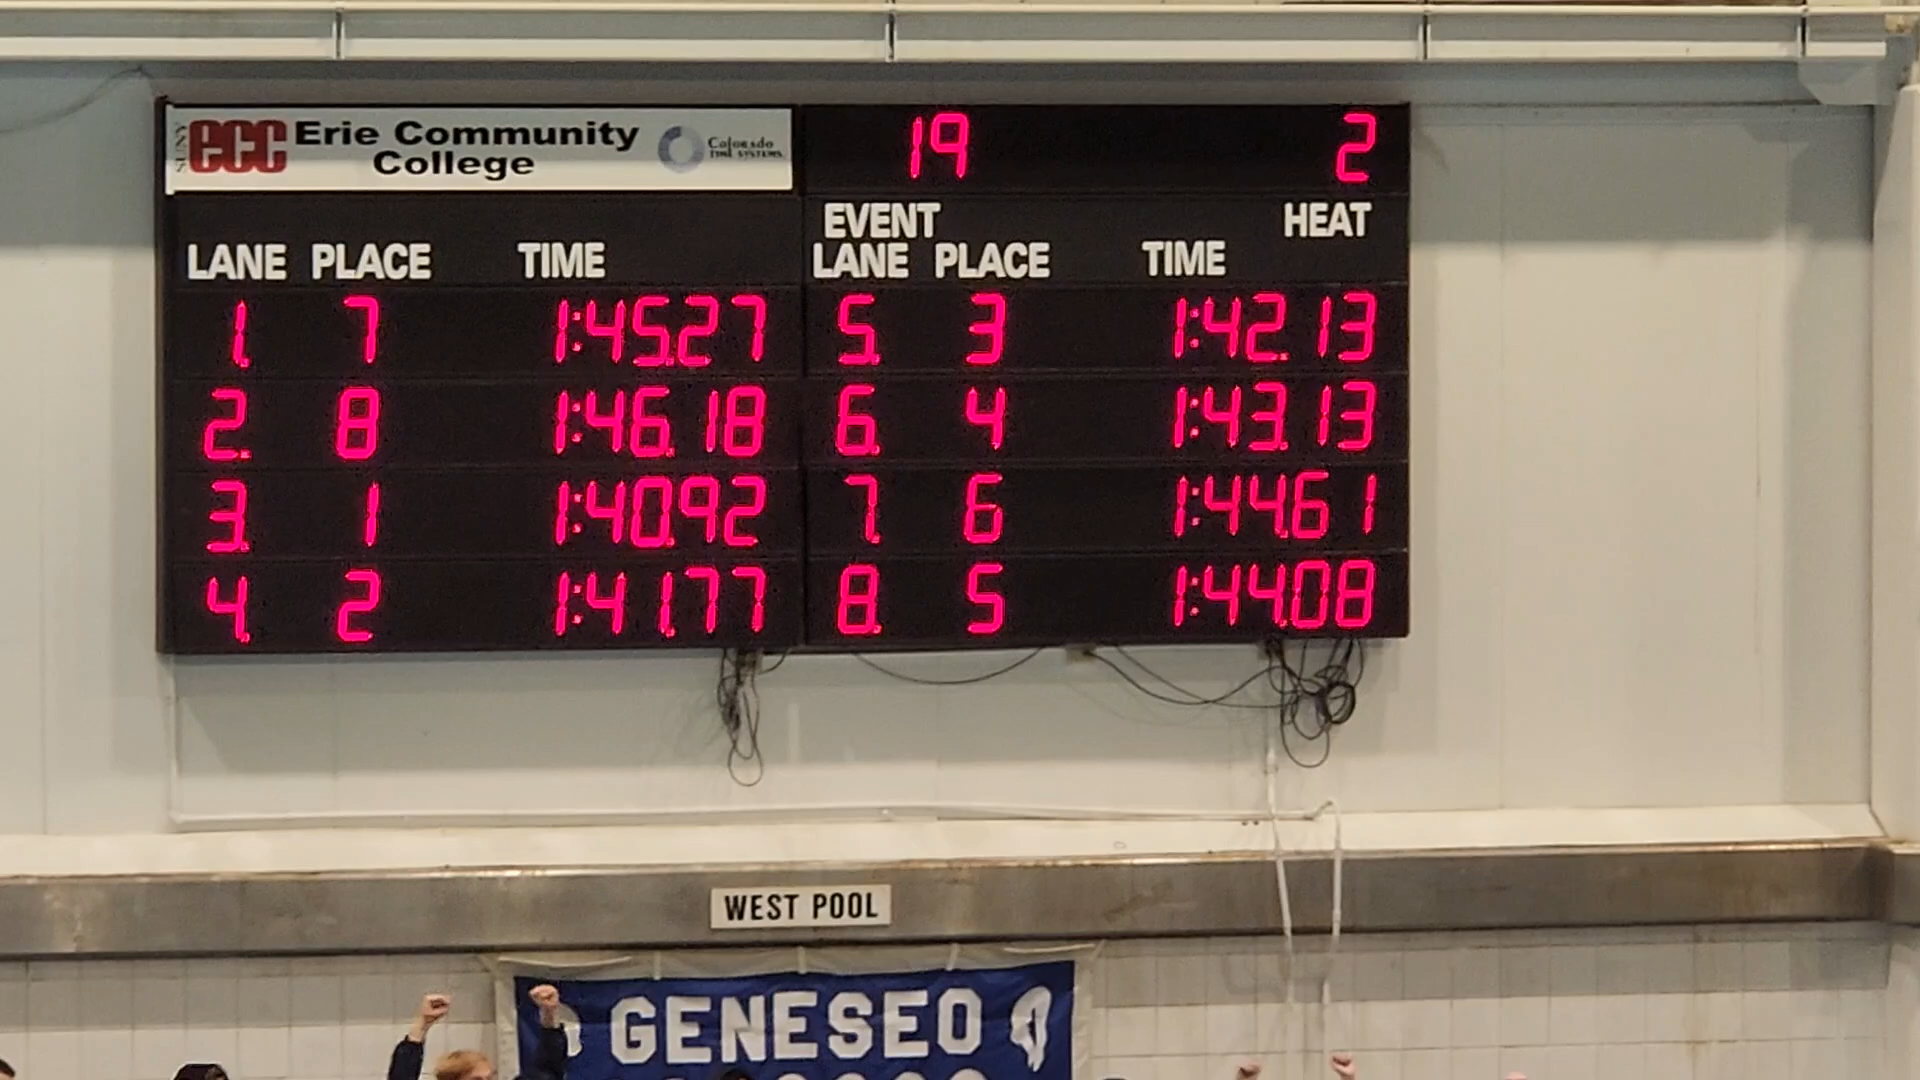 SUNY ecc Erie Community
College
Colorado
TIME SYSTEMS
19 2
EVENT HEAT
LANE PLACE TIME LANE PLACE TIME
1. 7 1:45.27 5. 3 1:42.13
2. 8 1:46.18 6. 4 1:43.13
3. 1 1:40.92 7. 6 1:44.61
4. 2 1:41.77 8. 5 1:44.08
WEST POOL
GENESEO